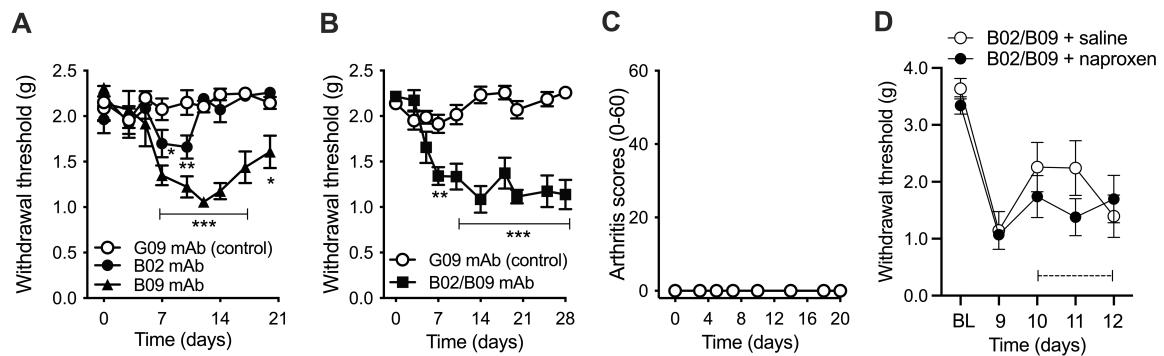 A
Withdrawal threshold (g)
2.5
2.0
1.5
1.0
0.5
0.0
*
**
***
*
G09 mAb (control)
B02 mAb
B09 mAb
0 7 14 21
Time (days)
B
Withdrawal threshold (g)
2.5
2.0
1.5
1.0
0.5
0.0
**
***
G09 mAb (control)
B02/B09 mAb
0 7 14 21 28
Time (days)
C
Arthritis scores (0-60)
60
40
20
0
0 4 8 12 16 20
Time (days)
D
B02/B09 + saline
B02/B09 + naproxen
Withdrawal threshold (g)
4.0
3.0
2.0
1.0
0.0
BL 9 10 11 12
Time (days)